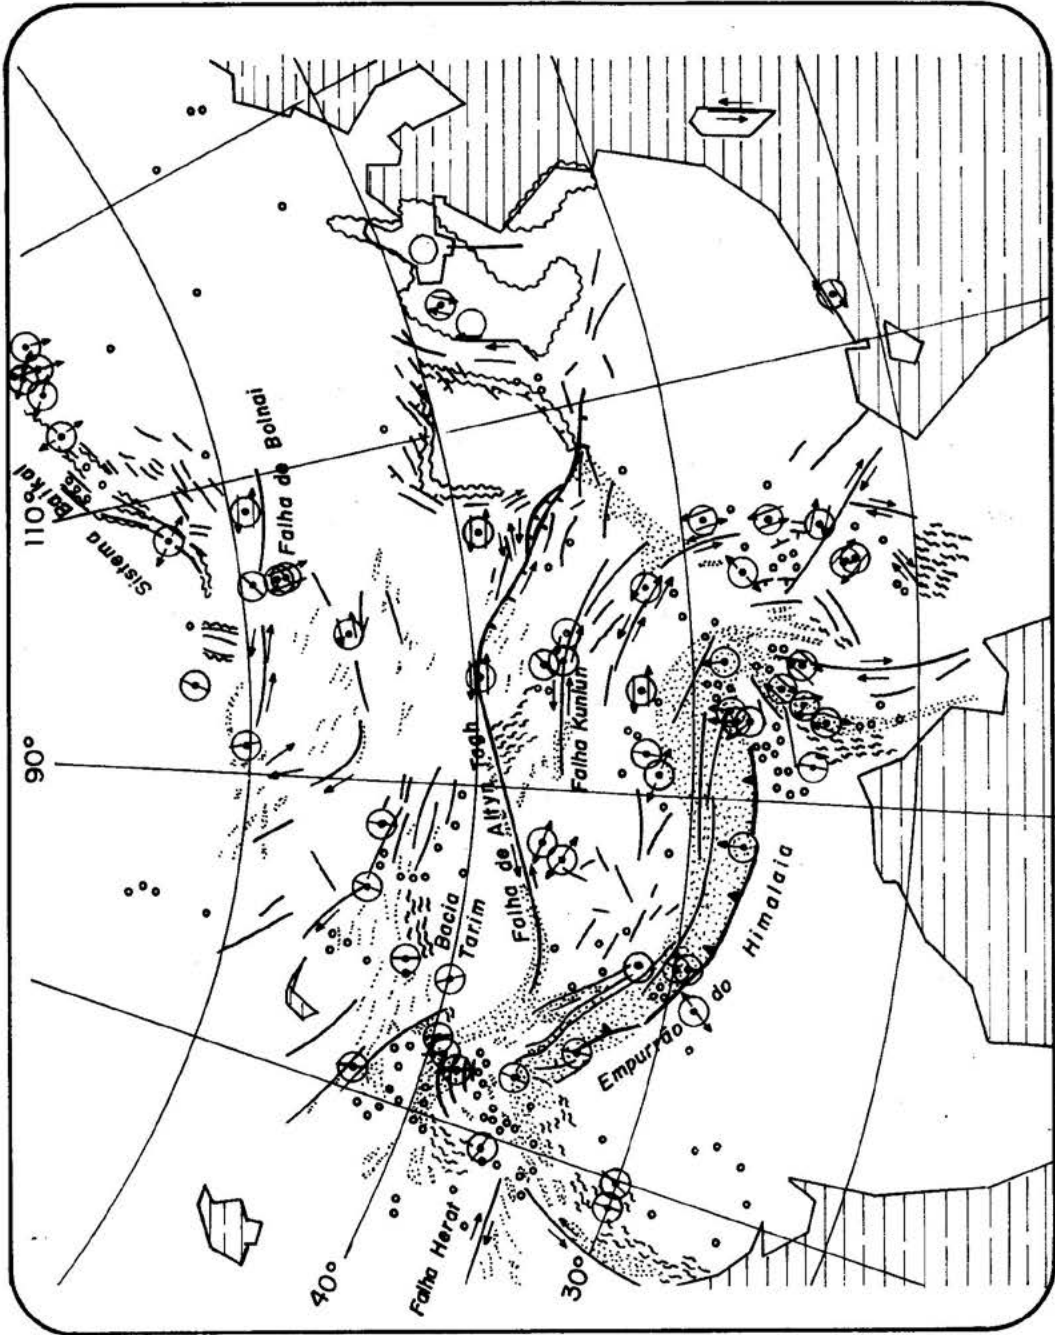 110°
Sistema
Baikal
Falha de Bolnai
90°
Falha de Altyn Tagh
Falha Kunlun
Bacia
Tarim
Empurrão do Himalaia
40°
Falha Herat
30°